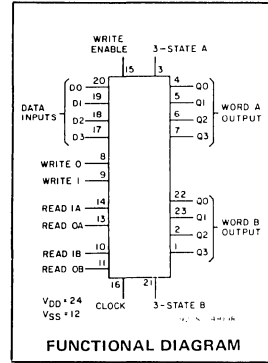 WRITE ENABLE
3-STATE A
15
3
DATA INPUTS
D0 20
D1 19
D2 18
D3 17
4 Q0
5 Q1
6 Q2
7 Q3
WORD A OUTPUT
WRITE 0 8
WRITE 1 9
READ 1A 14
READ 0A 13
READ 1B 10
READ 0B 11
22 Q0
23 Q1
2 Q2
1 Q3
WORD B OUTPUT
16
21
VDD = 24
VSS = 12
CLOCK
3-STATE B
FUNCTIONAL DIAGRAM